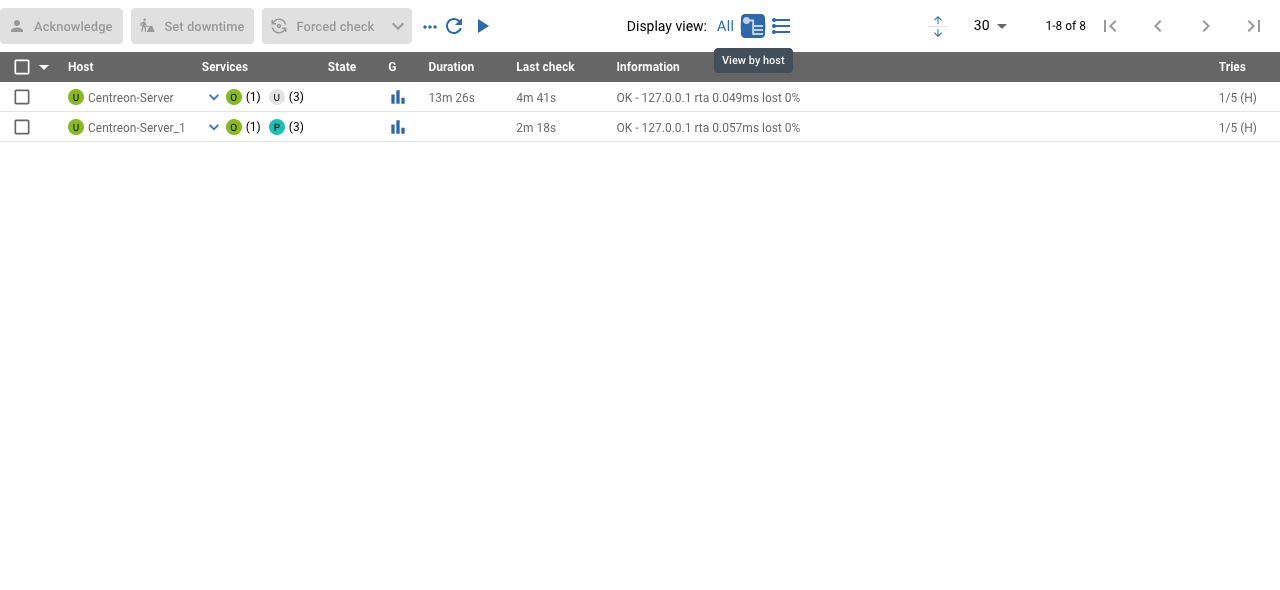 Acknowledge Set downtime Forced check Display view: All 30 1-8 of 8
View by host
Host Services State G Duration Last check Information Tries
U Centreon-Server O (1) U (3) 13m 26s 4m 41s OK - 127.0.0.1 rta 0.049ms lost 0% 1/5 (H)
U Centreon-Server_1 O (1) P (3) 2m 18s OK - 127.0.0.1 rta 0.057ms lost 0% 1/5 (H)